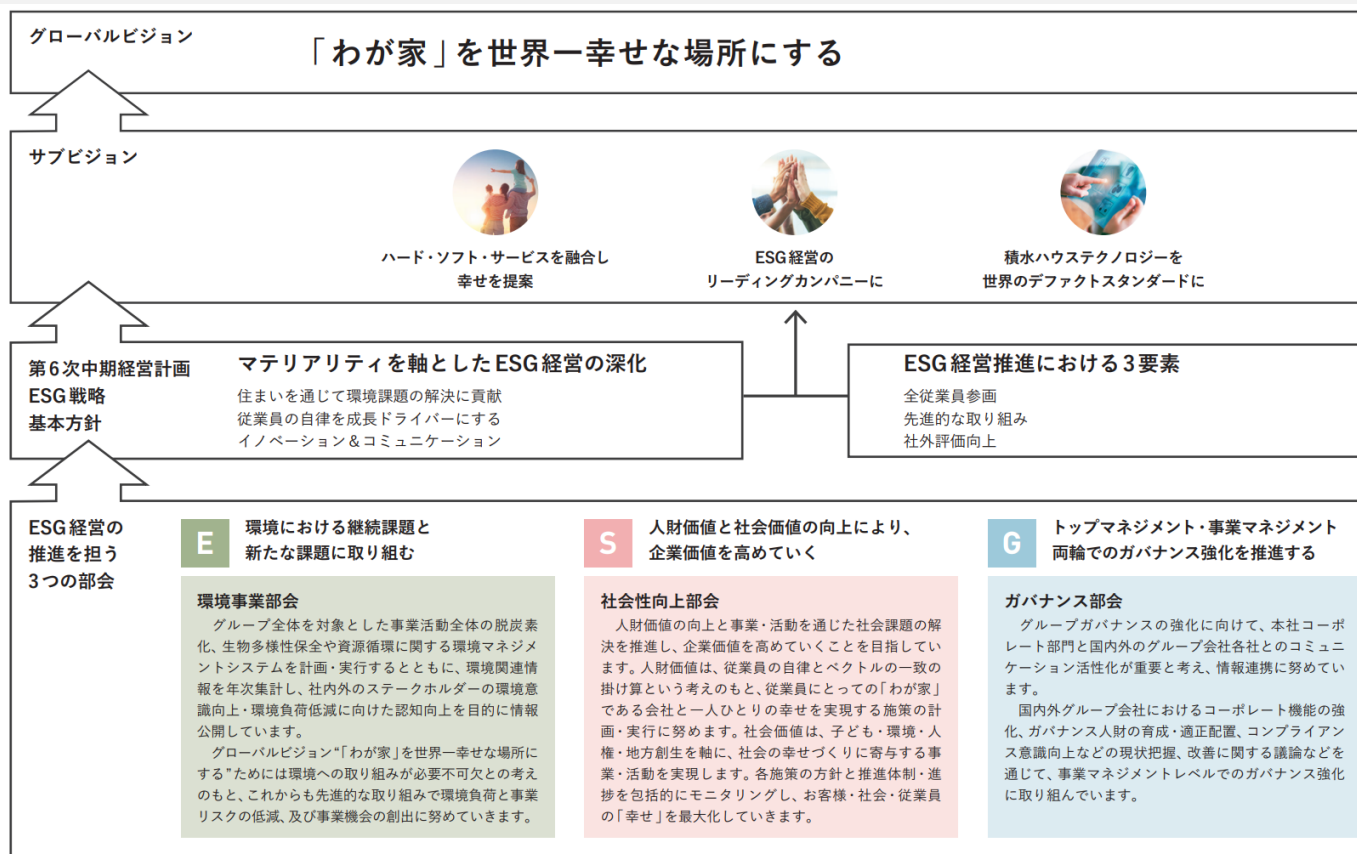 グローバルビジョン
「わが家」を世界一幸せな場所にする
サブビジョン
ハード・ソフト・サービスを融合し
幸せを提案
ESG経営の
リーディングカンパニーに
積水ハウステクノロジーを
世界のデファクトスタンダードに
第6次中期経営計画
ESG戦略
基本方針
マテリアリティを軸としたESG経営の深化
住まいを通じて環境課題の解決に貢献
従業員の自律を成長ドライバーにする
イノベーション&コミュニケーション
ESG経営推進における3要素
全従業員参画
先進的な取り組み
社外評価向上
ESG経営の
推進を担う
3つの部会
E
環境における継続課題と
新たな課題に取り組む
環境事業部会
グループ全体を対象とした事業活動全体の脱炭素
化、生物多様性保全や資源循環に関する環境マネジメ
ントシステムを計画・実行するとともに、環境関連情
報を年次集計し、社内外のステークホルダーの環境意
識向上・環境負荷低減に向けた認知向上を目的に情報
公開しています。
グローバルビジョン“「わが家」を世界一幸せな場所に
する”ためには環境への取り組みが必要不可欠との考え
のもと、これからも先進的な取り組みで環境負荷と事業
リスクの低減、及び事業機会の創出に努めていきます。
S
人財価値と社会価値の向上により、
企業価値を高めていく
社会性向上部会
人財価値の向上と事業・活動を通じた社会課題の解
決を推進し、企業価値を高めていくことを目指してい
ます。人財価値は、従業員の自律とベクトルの一致の
掛け算という考えのもと、従業員にとっての「わが家」
である会社と一人ひとりの幸せを実現する施策の計
画・実行に努めます。社会価値は、子ども・環境・人
権・地方創生を軸に、社会の幸せづくりに寄与する事
業・活動を実現します。各施策の方針と推進体制・進
捗を包括的にモニタリングし、お客様・社会・従業員
の「幸せ」を最大化していきます。
G
トップマネジメント・事業マネジメント
両輪でのガバナンス強化を推進する
ガバナンス部会
グループガバナンスの強化に向けて、本社コーポ
レート部門と国内外のグループ会社各社とのコミュニ
ケーション活性化が重要と考え、情報連携に努めてい
ます。
国内外グループ会社におけるコーポレート機能の強
化、ガバナンス人財の育成・適正配置、コンプライアン
ス意識向上などの現状把握、改善に関する議論などを
通じて、事業マネジメントレベルでのガバナンス強化
に取り組んでいます。